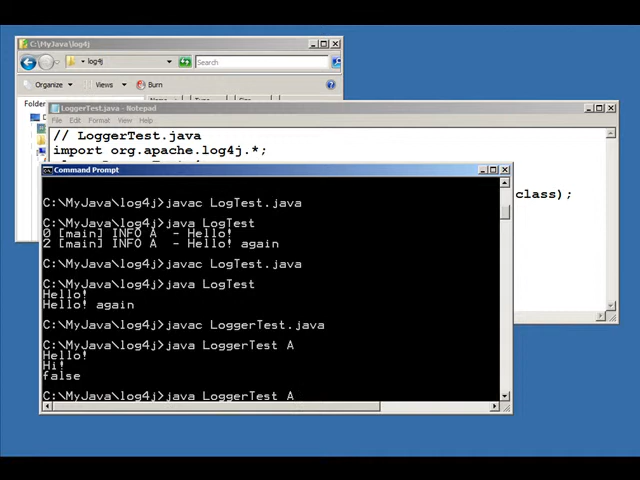 C:\MyJava\log4j
log4j
Search
Organize
Views
Burn
Folder
LoggerTest.java - Notepad
File Edit Format View Help
// LoggerTest.java
import org.apache.log4j.*;
class);
Command Prompt
C:\MyJava\log4j>javac LogTest.java
C:\MyJava\log4j>java LogTest
0 [main] INFO A  - Hello!
2 [main] INFO A  - Hello! again
C:\MyJava\log4j>javac LogTest.java
C:\MyJava\log4j>java LogTest
Hello!
Hello! again
C:\MyJava\log4j>javac LoggerTest.java
C:\MyJava\log4j>java LoggerTest A
Hello!
Hi!
false
C:\MyJava\log4j>java LoggerTest A